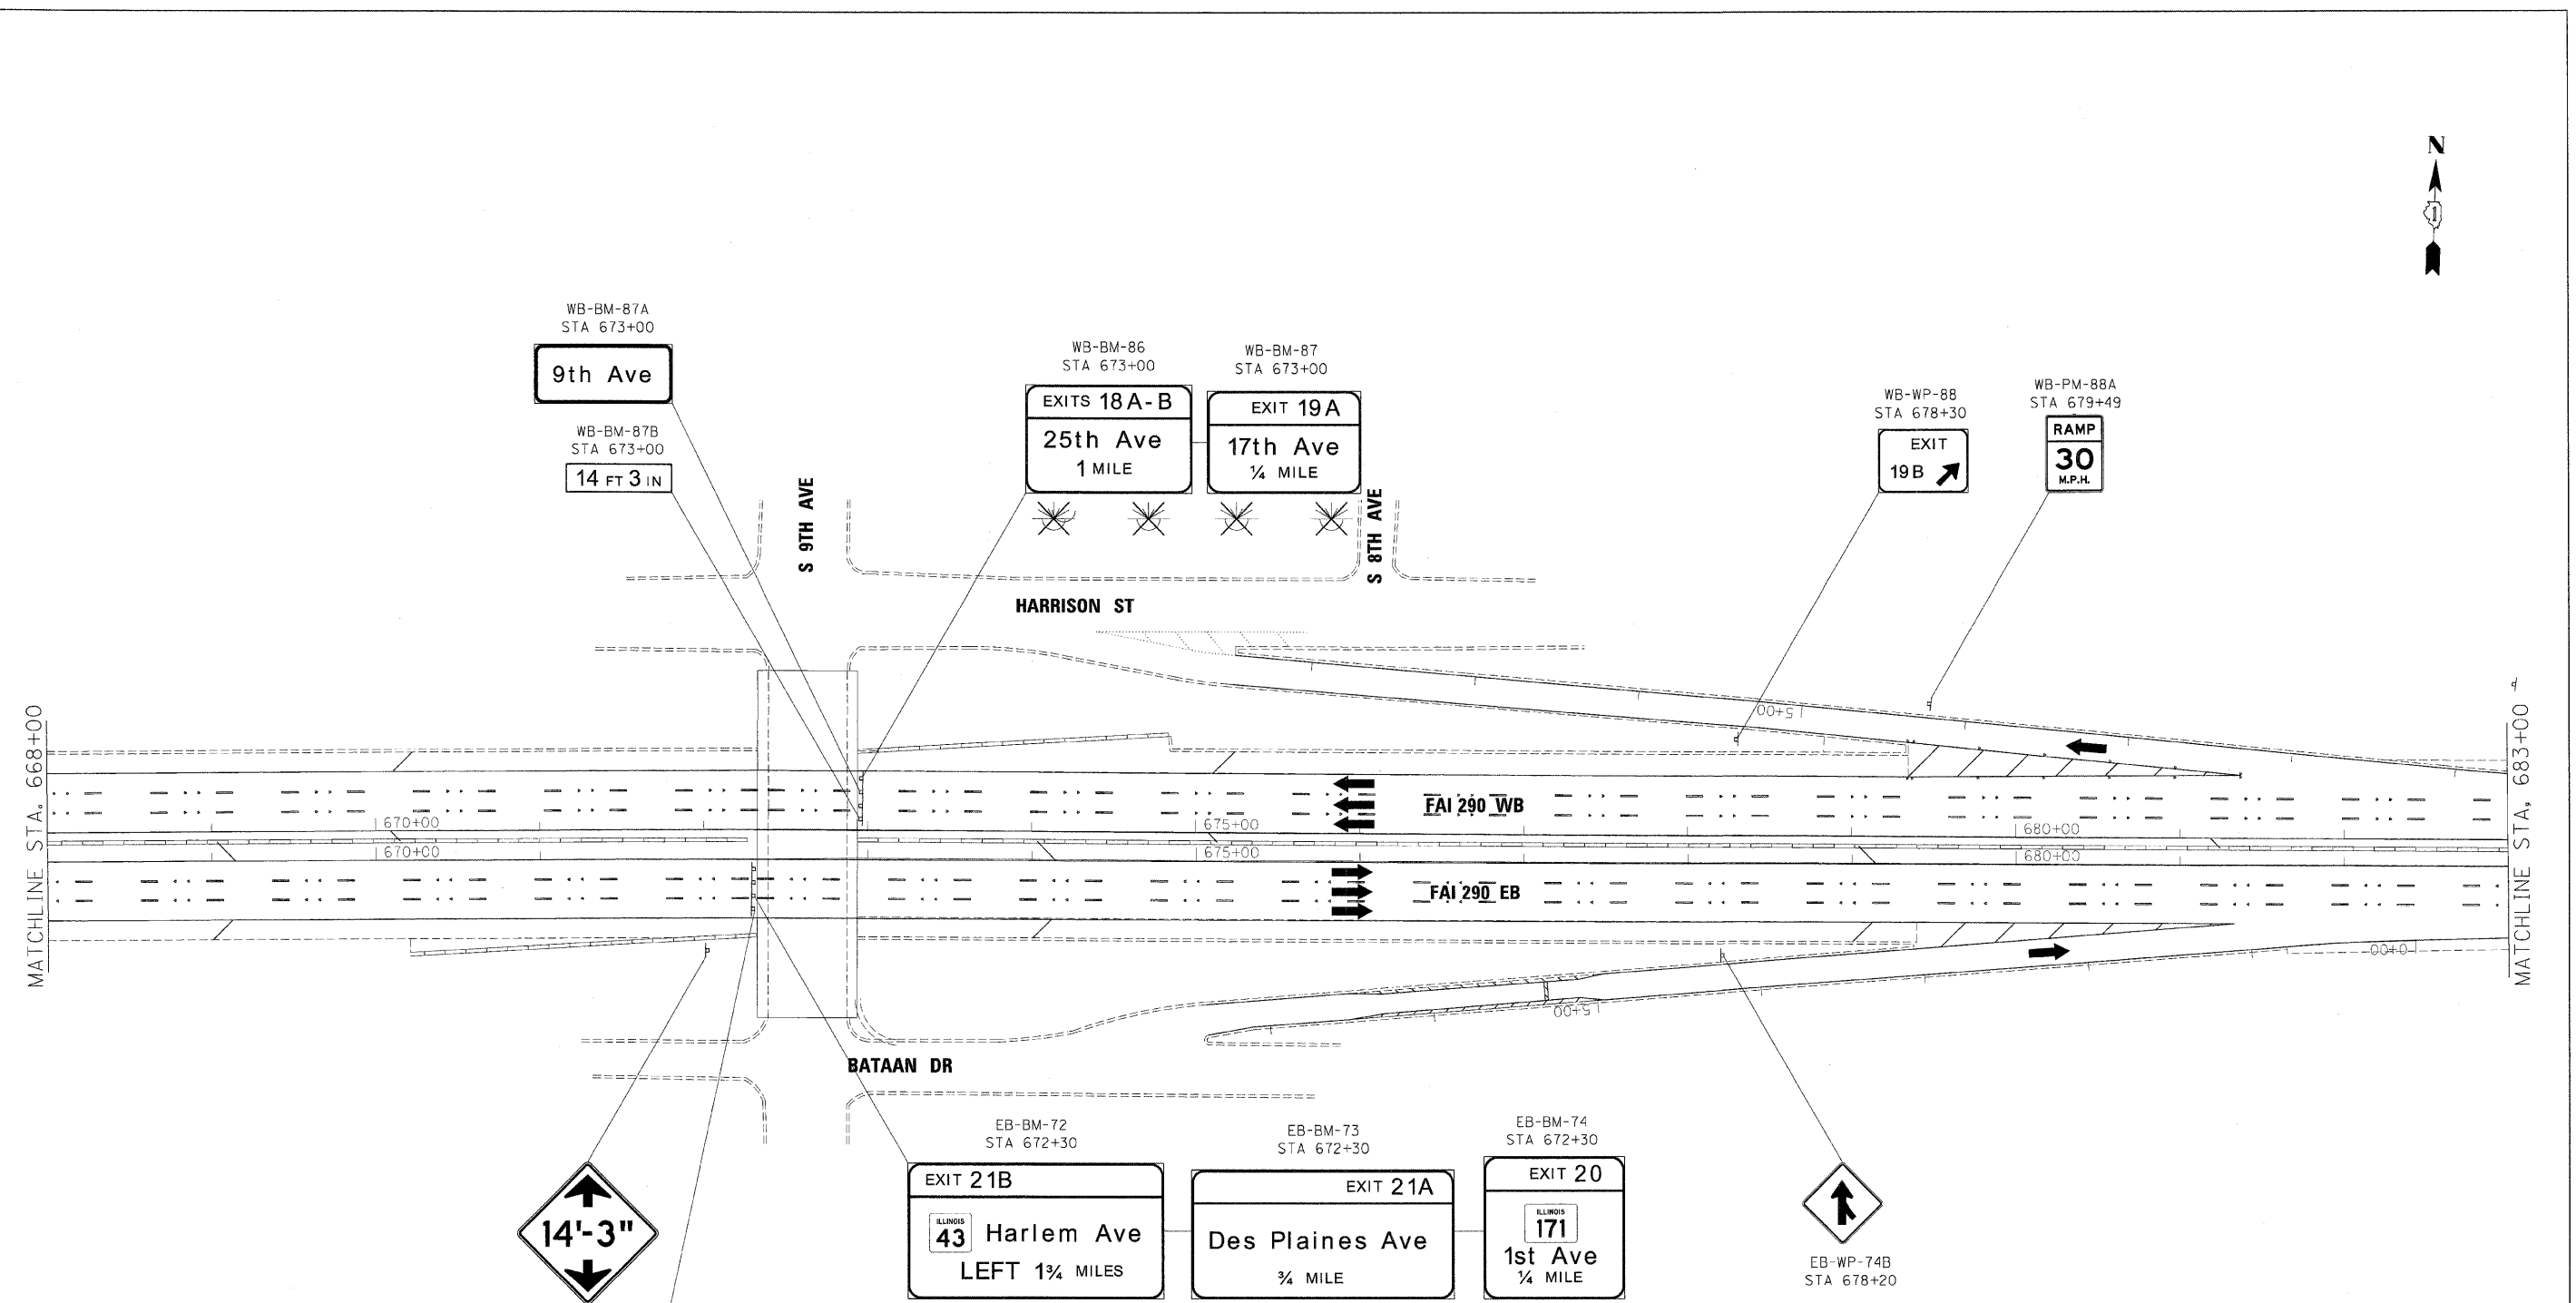 N
1
WB-BM-87A
STA 673+00
9th Ave
WB-BM-87B
STA 673+00
14 FT 3 IN
WB-BM-86
STA 673+00
EXITS 18A-B
25th Ave
1 MILE
WB-BM-87
STA 673+00
EXIT 19A
17th Ave
¼ MILE
WB-WP-88
STA 678+30
EXIT
19B
WB-PM-88A
STA 679+49
RAMP
30
M.P.H.
S 9TH AVE
S 8TH AVE
HARRISON ST
MATCHLINE STA. 668+00
MATCHLINE STA. 683+00
5+00
FAI 290 WB
670+00
675+00
680+00
670+00
675+00
680+00
FAI 290 EB
0+00
5+00
BATAAN DR
14'-3"
EB-BM-72
STA 672+30
EXIT 21B
ILLINOIS
43
Harlem Ave
LEFT 1¾ MILES
EB-BM-73
STA 672+30
EXIT 21A
Des Plaines Ave
¾ MILE
EB-BM-74
STA 672+30
EXIT 20
ILLINOIS
171
1st Ave
¼ MILE
EB-WP-74B
STA 678+20